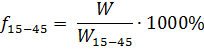 f₁₅₋₄₅ = W / W₁₅₋₄₅ · 1000%